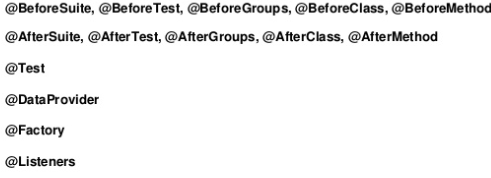 @BeforeSuite, @BeforeTest, @BeforeGroups, @BeforeClass, @BeforeMethod
@AfterSuite, @AfterTest, @AfterGroups, @AfterClass, @AfterMethod
@Test
@DataProvider
@Factory
@Listeners